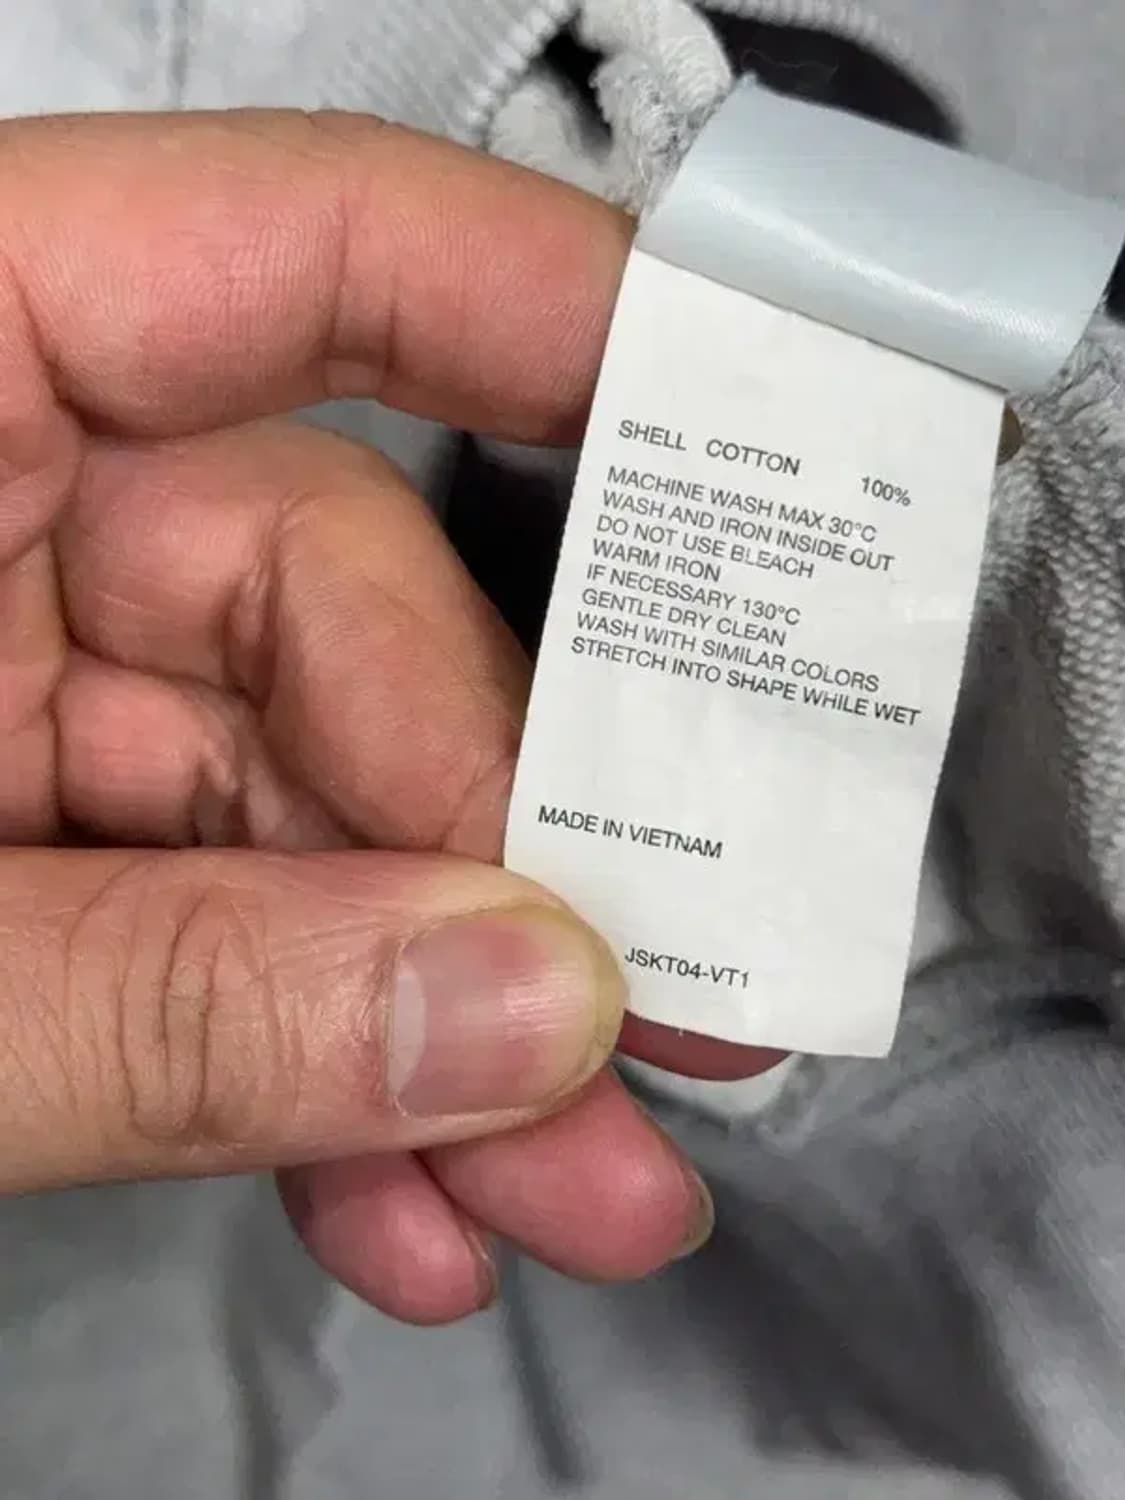 SHELL COTTON 100%
MACHINE WASH MAX 30°C
WASH AND IRON INSIDE OUT
DO NOT USE BLEACH
WARM IRON
IF NECESSARY 130°C
GENTLE DRY CLEAN
WASH WITH SIMILAR COLORS
STRETCH INTO SHAPE WHILE WET
MADE IN VIETNAM
JSKT04-VT1